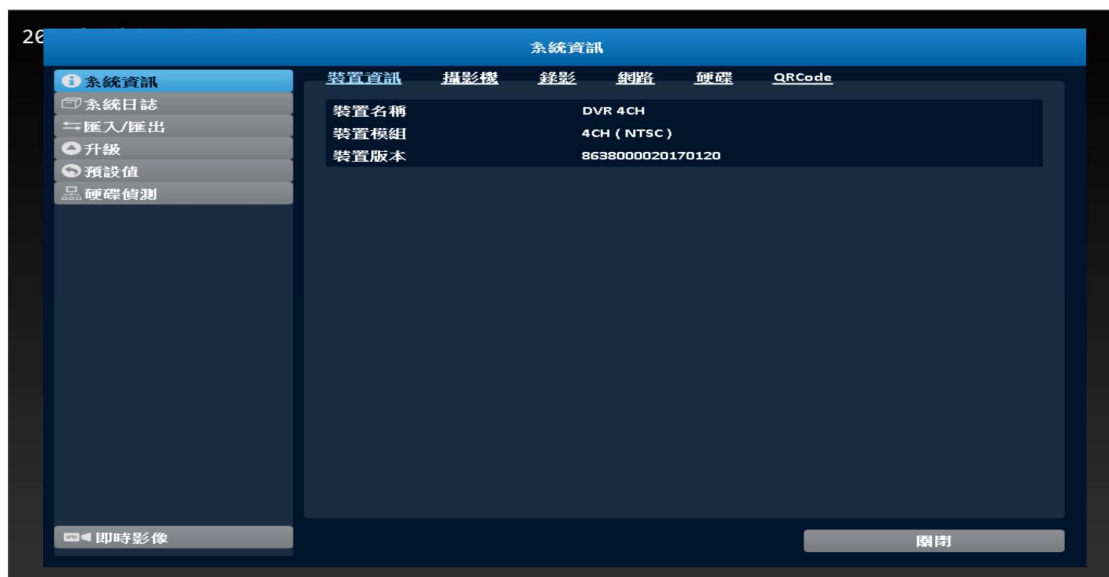 20
系統資訊
系統資訊
系統日誌
匯入/匯出
升級
預設值
硬碟偵測
裝置資訊 攝影機 錄影 網路 硬碟 QRCode
裝置名稱 DVR 4CH
裝置模組 4CH ( NTSC )
裝置版本 8638000020170120
即時影像
關閉